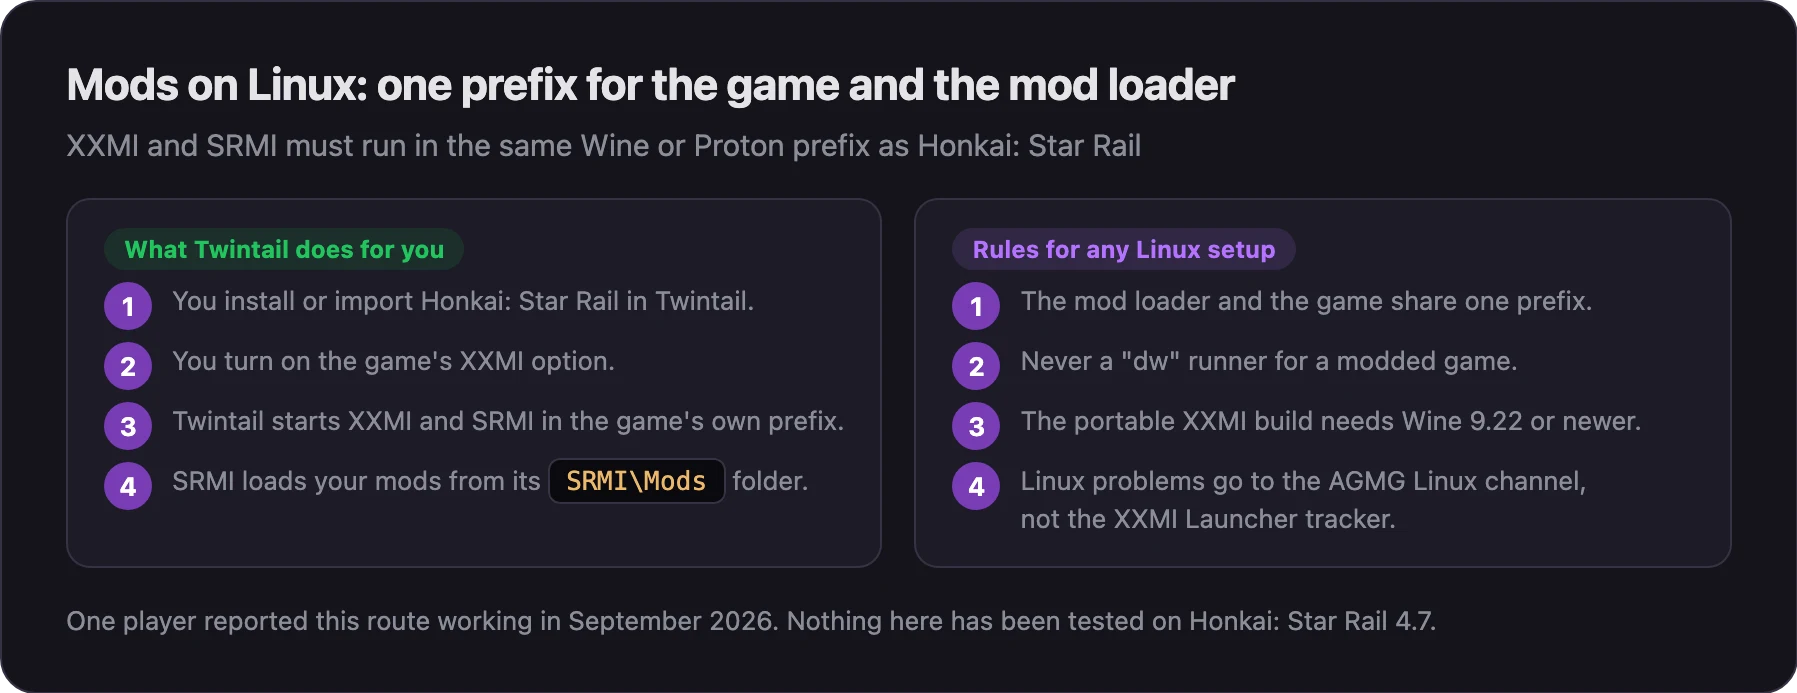 Mods on Linux: one prefix for the game and the mod loader
XXMI and SRMI must run in the same Wine or Proton prefix as Honkai: Star Rail
What Twintail does for you
1 You install or import Honkai: Star Rail in Twintail.
2 You turn on the game's XXMI option.
3 Twintail starts XXMI and SRMI in the game's own prefix.
4 SRMI loads your mods from its SRMI\Mods folder.
Rules for any Linux setup
1 The mod loader and the game share one prefix.
2 Never a "dw" runner for a modded game.
3 The portable XXMI build needs Wine 9.22 or newer.
4 Linux problems go to the AGMG Linux channel,
not the XXMI Launcher tracker.
One player reported this route working in September 2026. Nothing here has been tested on Honkai: Star Rail 4.7.